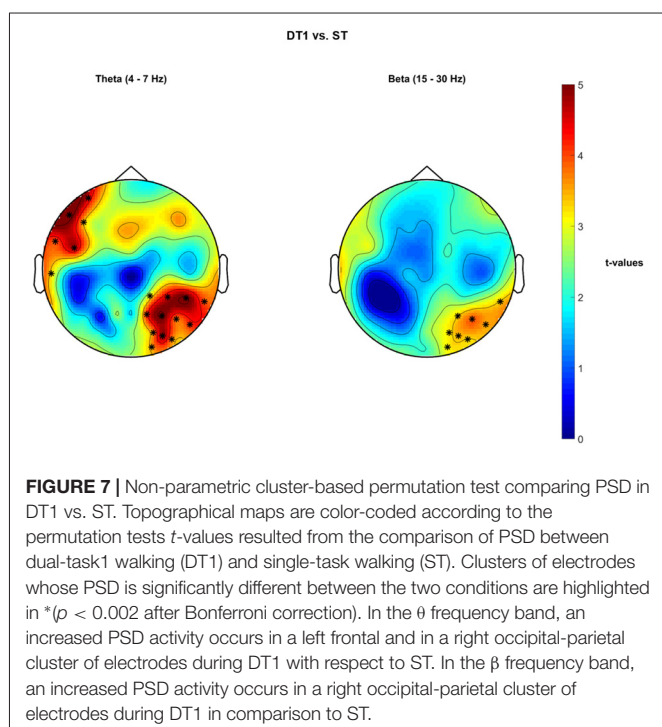 DT1 vs. ST
Theta (4 - 7 Hz)
Beta (15 - 30 Hz)
5
4
3
2
1
0
t-values
FIGURE 7 | Non-parametric cluster-based permutation test comparing PSD in
DT1 vs. ST. Topographical maps are color-coded according to the
permutation tests t-values resulted from the comparison of PSD between
dual-task1 walking (DT1) and single-task walking (ST). Clusters of electrodes
whose PSD is significantly different between the two conditions are highlighted
in *(p < 0.002 after Bonferroni correction). In the θ frequency band, an
increased PSD activity occurs in a left frontal and in a right occipital-parietal
cluster of electrodes during DT1 with respect to ST. In the β frequency band,
an increased PSD activity occurs in a right occipital-parietal cluster of
electrodes during DT1 in comparison to ST.